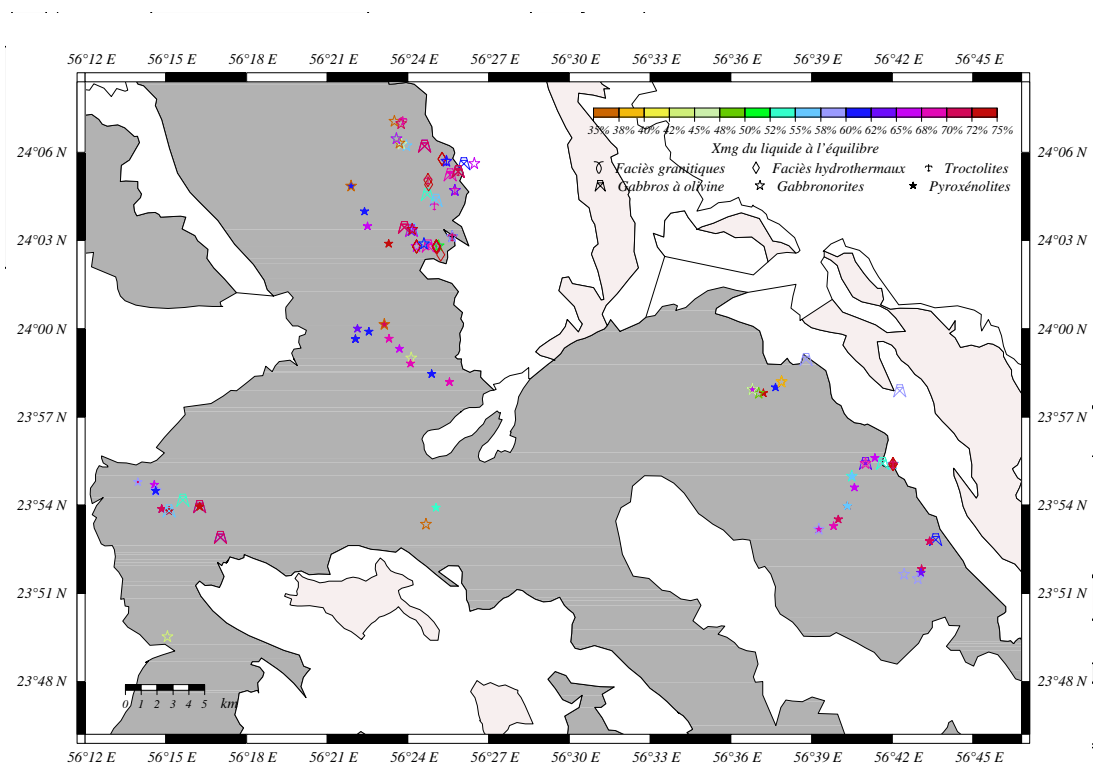 56°12 E 56°15 E 56°18 E 56°21 E 56°24 E 56°27 E 56°30 E 56°33 E 56°36 E 56°39 E 56°42 E 56°45 E
35% 38% 40% 42% 45% 48% 50% 52% 55% 58% 60% 62% 65% 68% 70% 72% 75%
Xmg du liquide à l'équilibre
24°06 N 24°06 N
Faciès granitiques Faciès hydrothermaux Troctolites
Gabbros à olivine Gabbronorites Pyroxénolites
24°03 N 24°03 N
24°00 N 24°00 N
23°57 N 23°57 N
23°54 N 23°54 N
23°51 N 23°51 N
23°48 N 23°48 N
0 1 2 3 4 5 km
56°12 E 56°15 E 56°18 E 56°21 E 56°24 E 56°27 E 56°30 E 56°33 E 56°36 E 56°39 E 56°42 E 56°45 E